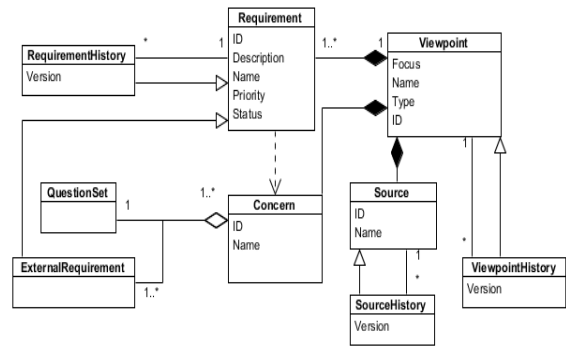 Requirement
ID
Description
Name
Priority
Status
RequirementHistory
Version
*
1
1..*
1
Viewpoint
Focus
Name
Type
ID
QuestionSet
1
1..*
Concern
ID
Name
ExternalRequirement
1..*
Source
ID
Name
1
*
SourceHistory
Version
1
*
ViewpointHistory
Version